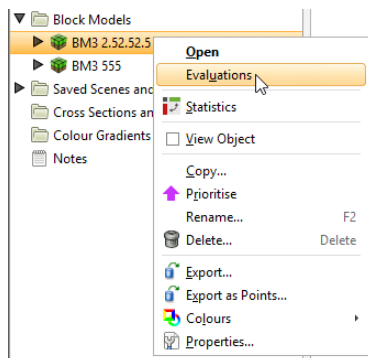 Block Models
BM3 2.52.52.5
BM3 555
Saved Scenes and
Cross Sections an
Colour Gradients
Notes
Open
Evaluations
Statistics
View Object
Copy...
Prioritise
Rename... F2
Delete... Delete
Export...
Export as Points...
Colours
Properties...